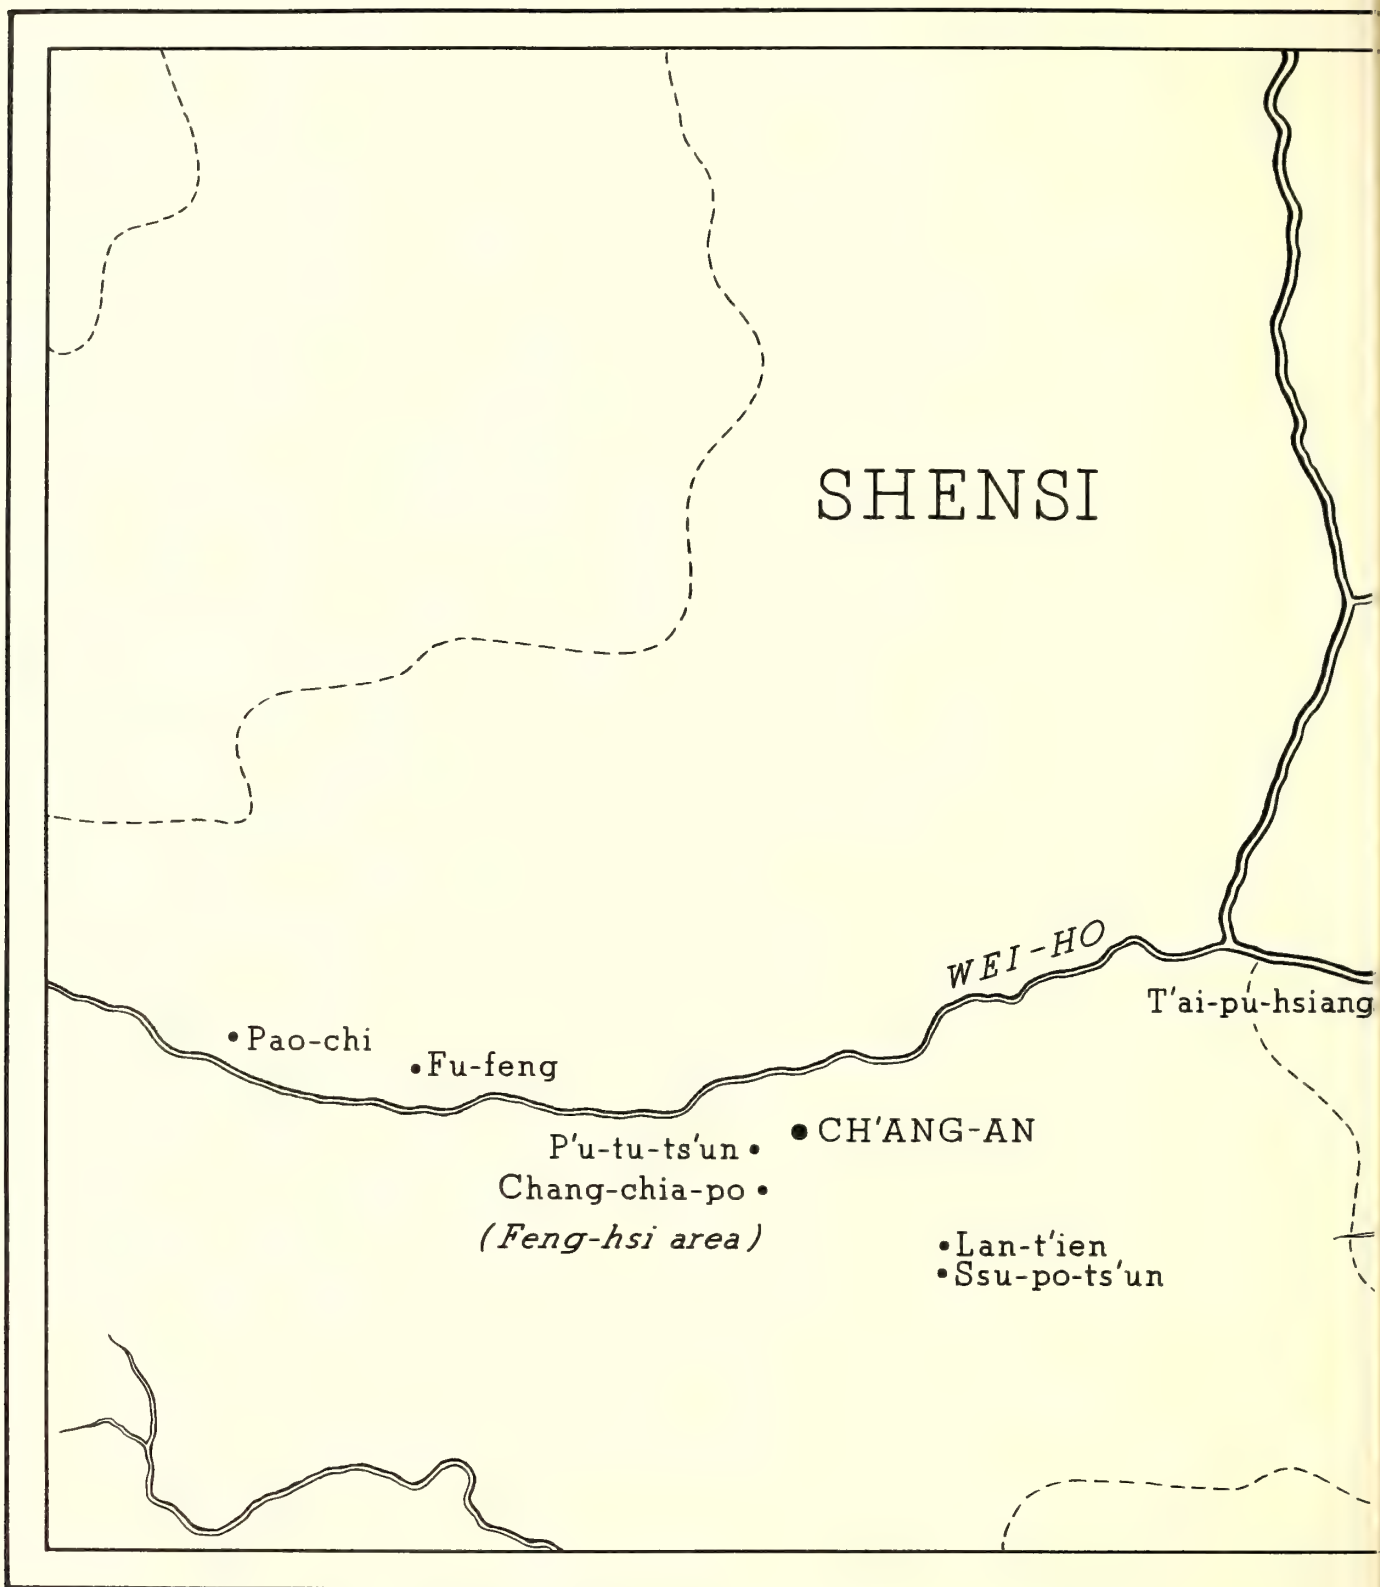 SHENSI
WEI-HO
T'ai-pu-hsiang
Pao-chi
Fu-feng
CH'ANG-AN
P'u-tu-ts'un
Chang-chia-po
(Feng-hsi area)
Lan-t'ien
Ssu-po-ts'un